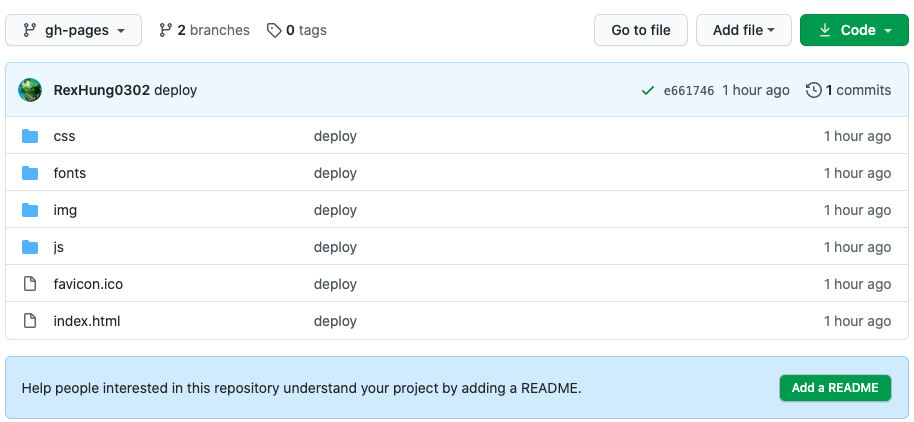 gh-pages 2 branches 0 tags Go to file Add file Code
RexHung0302 deploy e661746 1 hour ago 1 commits
css deploy 1 hour ago
fonts deploy 1 hour ago
img deploy 1 hour ago
js deploy 1 hour ago
favicon.ico deploy 1 hour ago
index.html deploy 1 hour ago
Help people interested in this repository understand your project by adding a README. Add a README